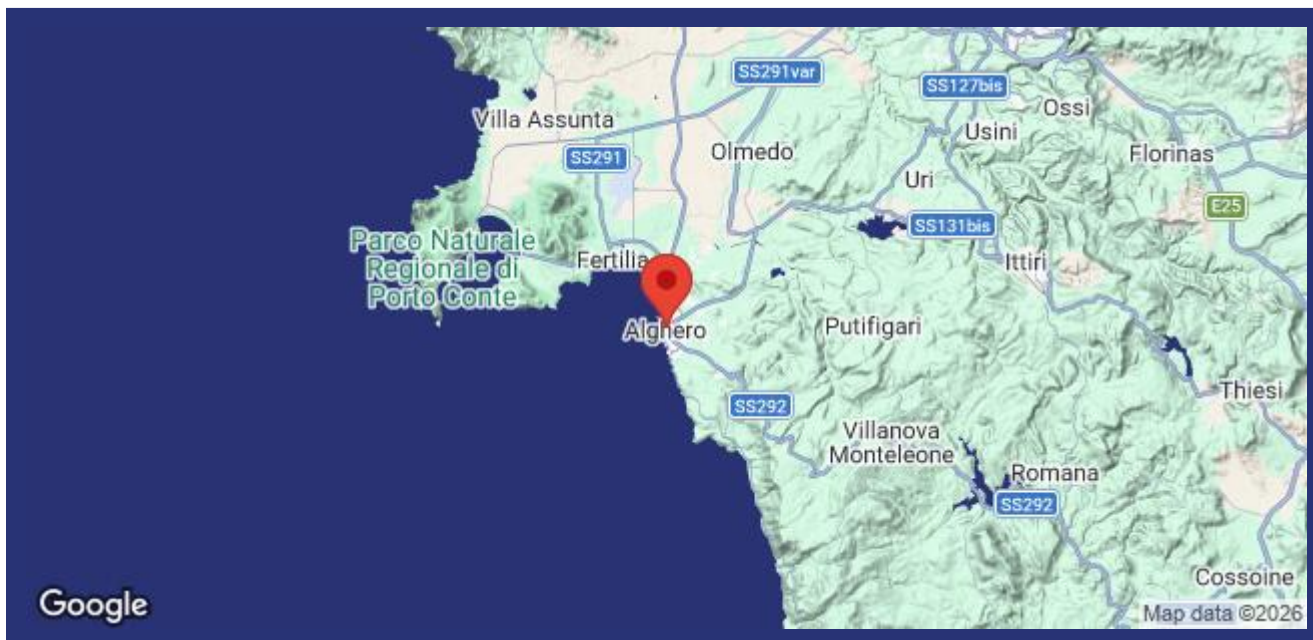 SS291var
SS127bis
Ossi
Villa Assunta
Usini
Olmedo
Florinas
SS291
Uri
E25
SS131bis
Parco Naturale
Regionale di
Porto Conte
Fertilia
Ittiri
Alghero
Putifigari
Thiesi
SS292
Villanova
Monteleone
Romana
SS292
Cossoine
Google
Map data ©2026